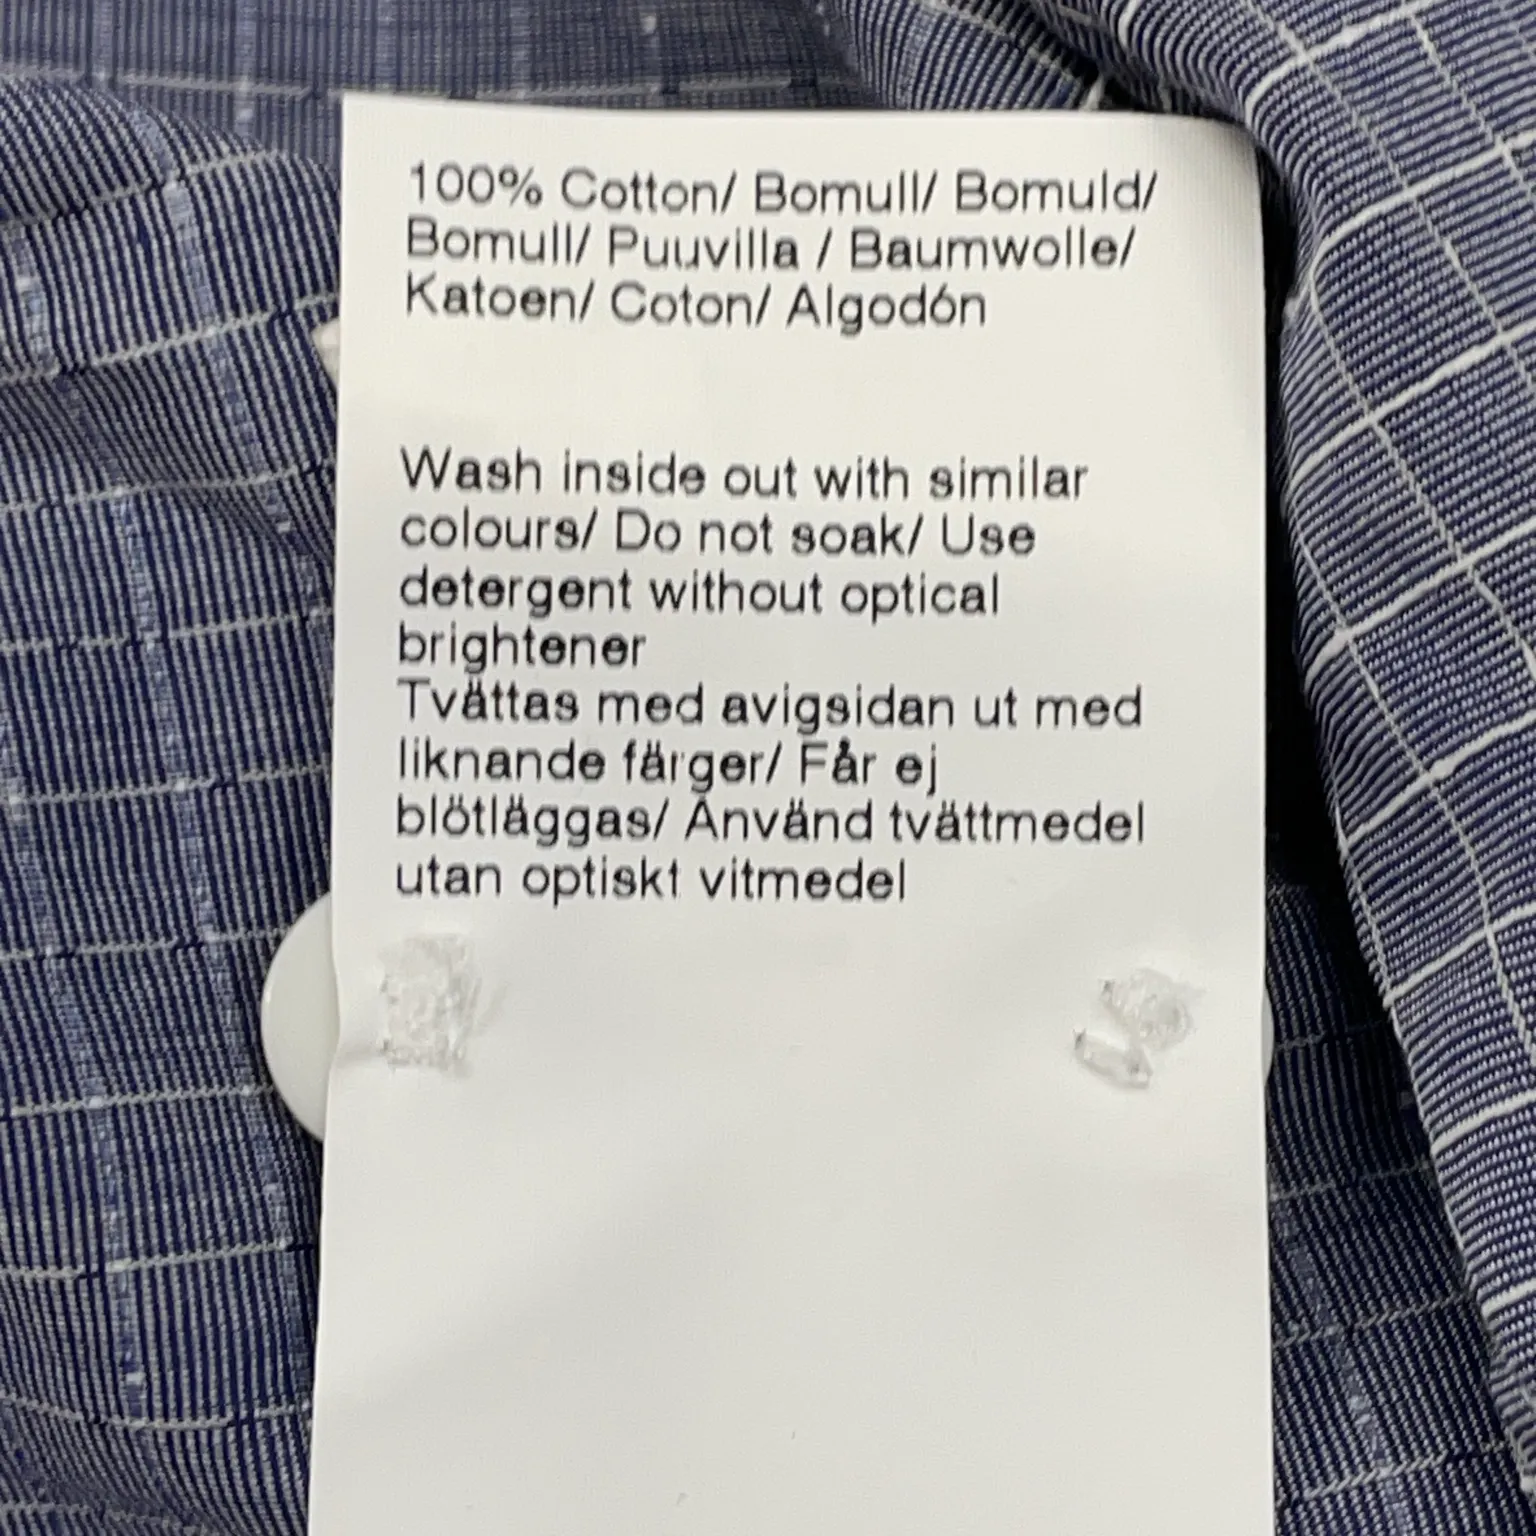 100% Cotton/ Bomull/ Bomuld/
Bomull/ Puuvilla / Baumwolle/
Katoen/ Coton/ Algodón
Wash inside out with similar
colours/ Do not soak/ Use
detergent without optical
brightener
Tvättas med avigsidan ut med
liknande färger/ Får ej
blötläggas/ Använd tvättmedel
utan optiskt vitmedel